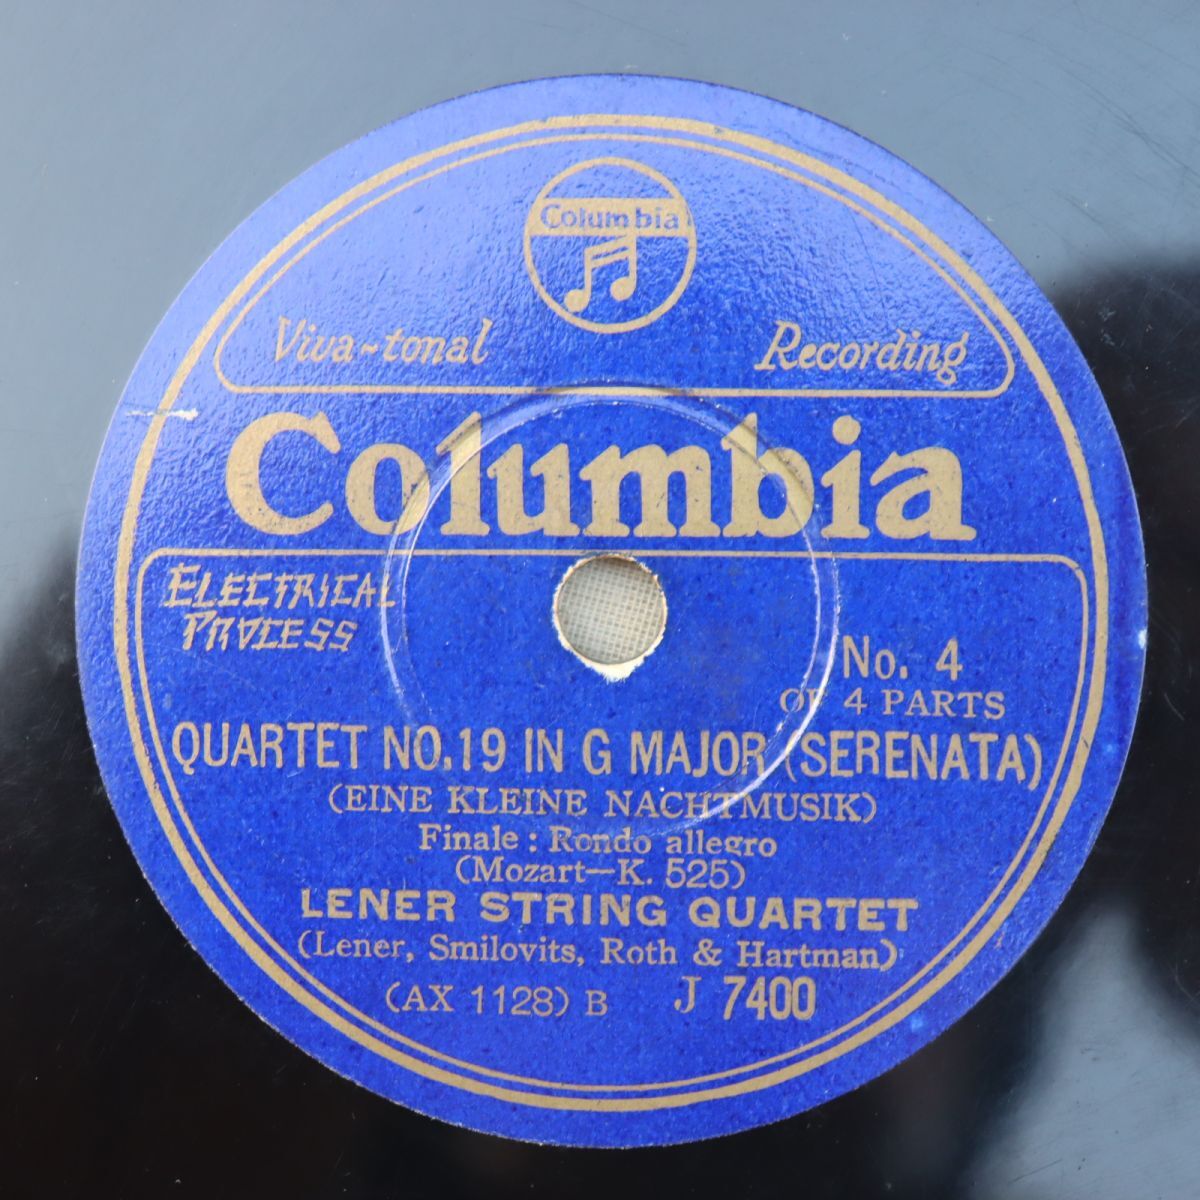 Columbia
Viva-tonal Recording
Columbia
ELECTRICAL
PROCESS
No. 4
OF 4 PARTS
QUARTET NO.19 IN G MAJOR (SERENATA)
(EINE KLEINE NACHTMUSIK)
Finale : Rondo allegro
(Mozart—K. 525)
LENER STRING QUARTET
(Lener, Smilovits, Roth & Hartman)
(AX 1128) B J 7400